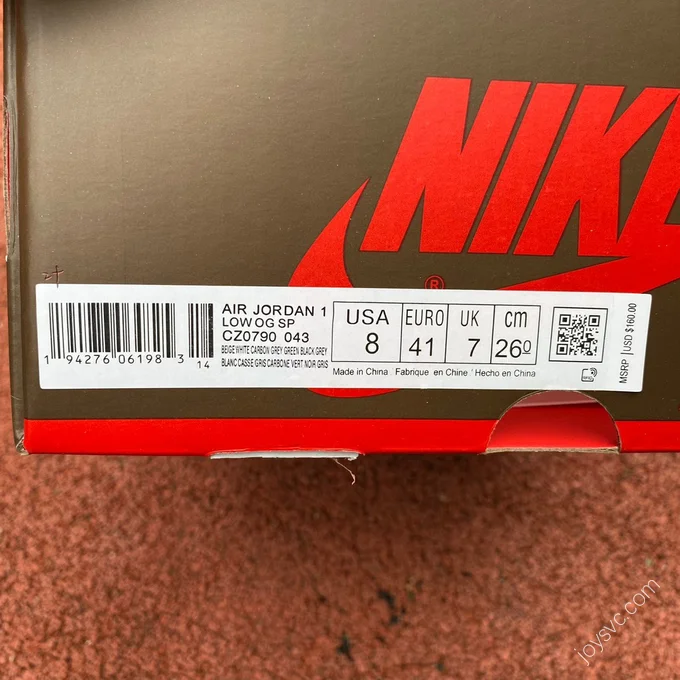 NIKE
®
AIR JORDAN 1
LOW OG SP
CZ0790 043
BEIGE WHITE CARBON GREY GREEN BLACK GREY
BLANC CASSE GRIS CARBONE VERT NOIR GRIS
1 94276 06198 3
14
USA
8
EURO
41
UK
7
cm
26.0
Made in China / Fabrique en Chine / Hecho en China
MSRP | USD $160.00
joysvc.com